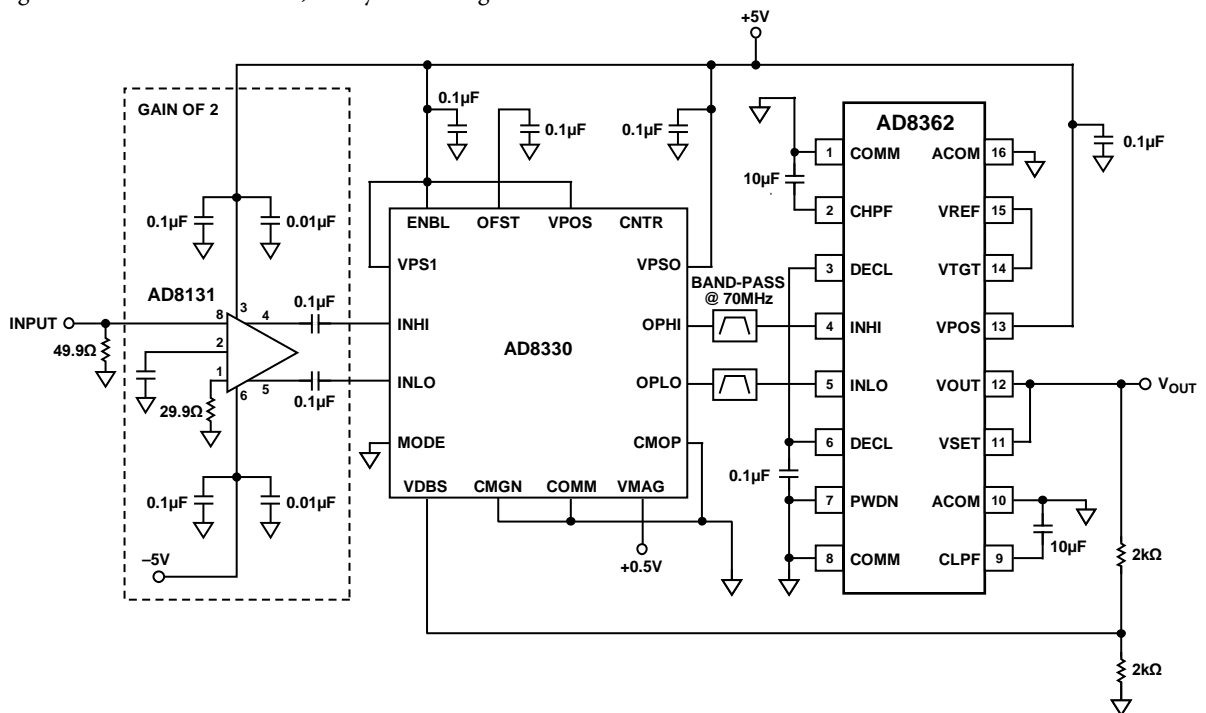 +5V
GAIN OF 2
0.1µF
0.1µF
0.1µF
0.1µF
0.1µF
0.01µF
AD8131
INPUT
49.9Ω
8
2
1
3
4
6
5
29.9Ω
0.1µF
0.1µF
0.1µF
0.01µF
–5V
ENBL
OFST
VPOS
CNTR
VPS1
VPSO
INHI
OPHI
AD8330
INLO
OPLO
MODE
CMOP
VDBS
CMGN
COMM
VMAG
+0.5V
BAND-PASS
@ 70MHz
10µF
0.1µF
AD8362
1 COMM
ACOM 16
2 CHPF
VREF 15
3 DECL
VTGT 14
4 INHI
VPOS 13
5 INLO
VOUT 12
6 DECL
VSET 11
7 PWDN
ACOM 10
8 COMM
CLPF 9
10µF
VOUT
2kΩ
2kΩ